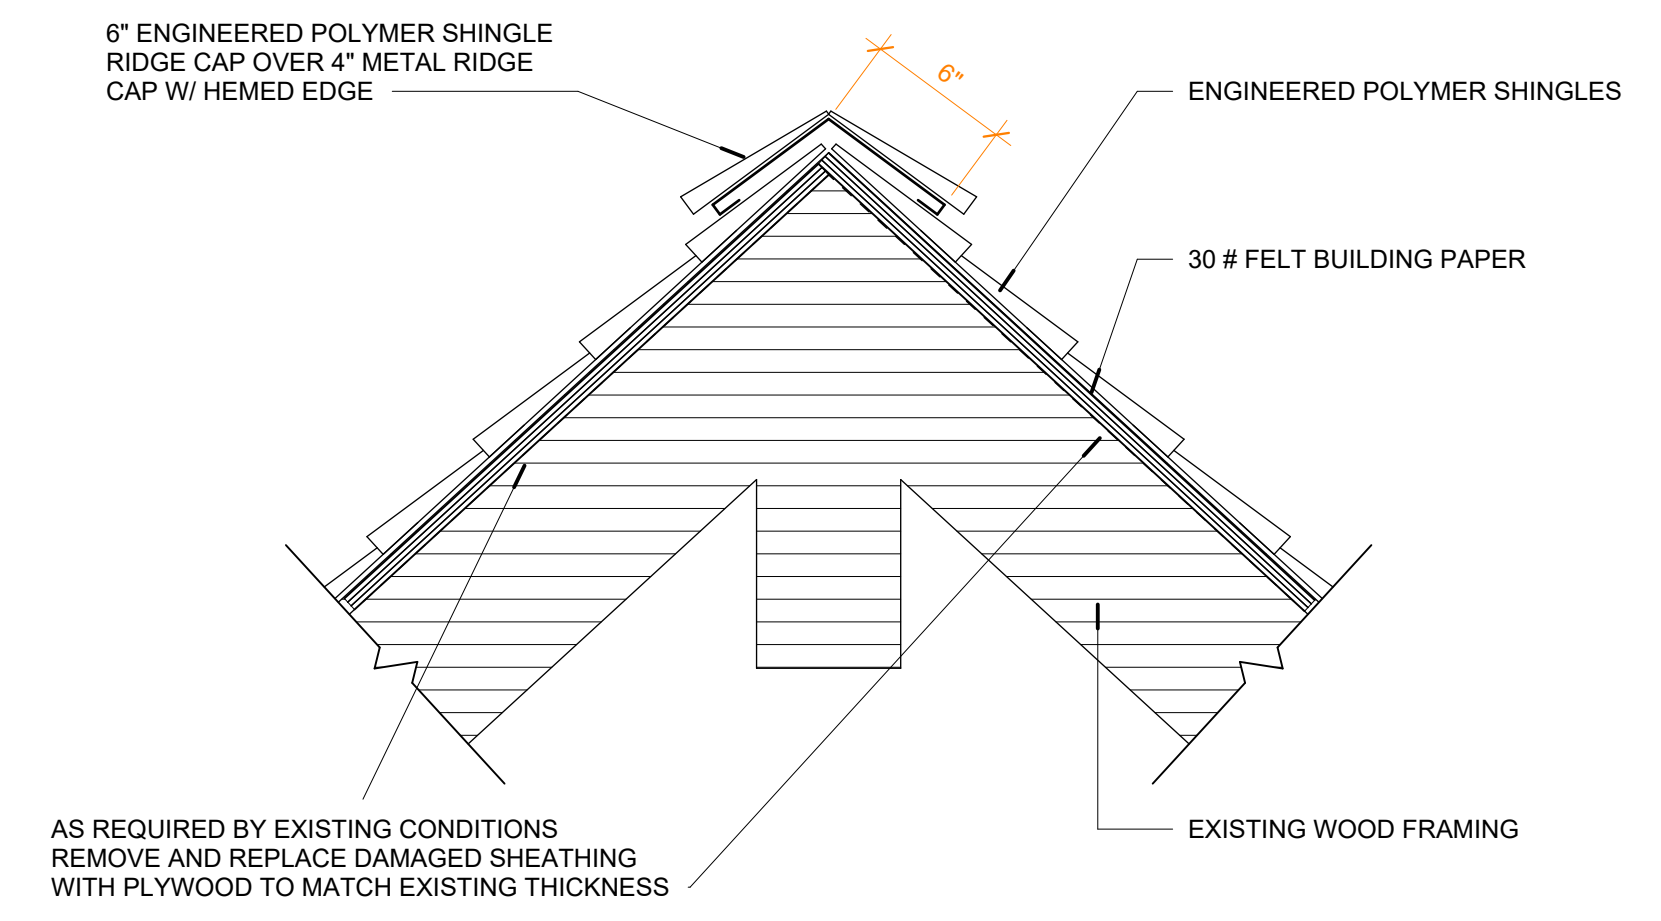 6" ENGINEERED POLYMER SHINGLE
RIDGE CAP OVER 4" METAL RIDGE
CAP W/ HEMED EDGE
6"
ENGINEERED POLYMER SHINGLES
30 # FELT BUILDING PAPER
AS REQUIRED BY EXISTING CONDITIONS
REMOVE AND REPLACE DAMAGED SHEATHING
WITH PLYWOOD TO MATCH EXISTING THICKNESS
EXISTING WOOD FRAMING